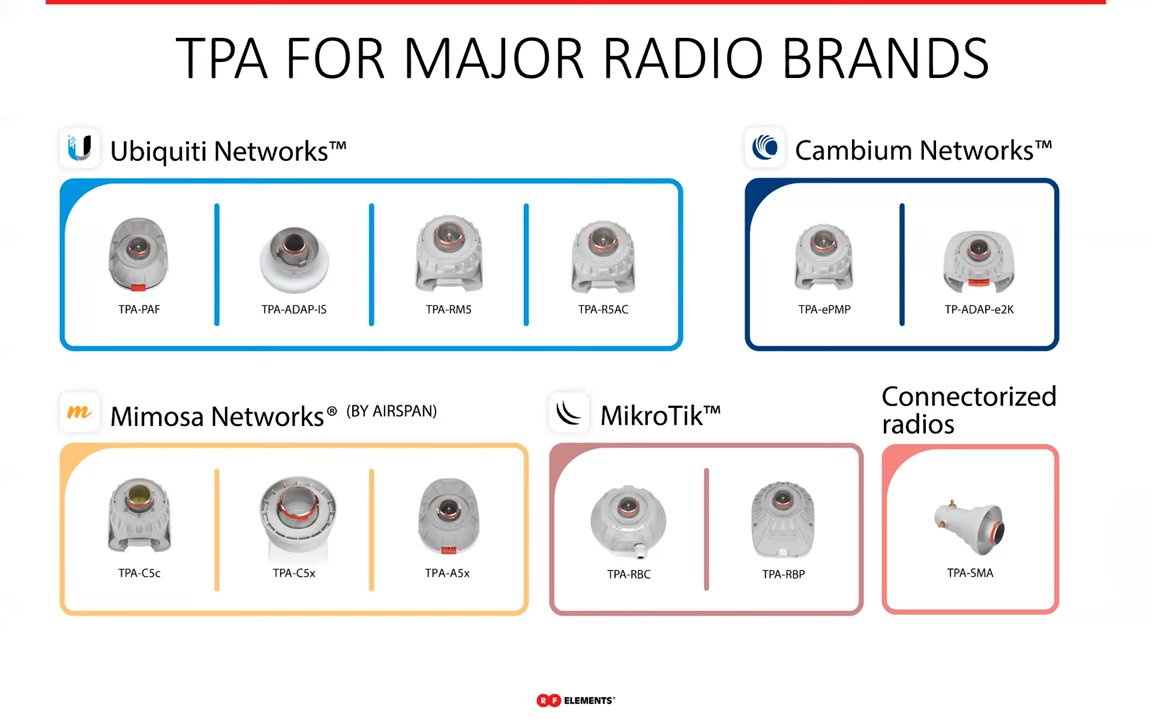 TPA FOR MAJOR RADIO BRANDS
Ubiquiti Networks™
TPA-PAF
TPA-ADAP-IS
TPA-RM5
TPA-R5AC
Cambium Networks™
TPA-ePMP
TP-ADAP-e2K
Mimosa Networks® (BY AIRSPAN)
TPA-C5c
TPA-C5x
TPA-A5x
MikroTik™
TPA-RBC
TPA-RBP
Connectorized
radios
TPA-SMA
RF ELEMENTS®